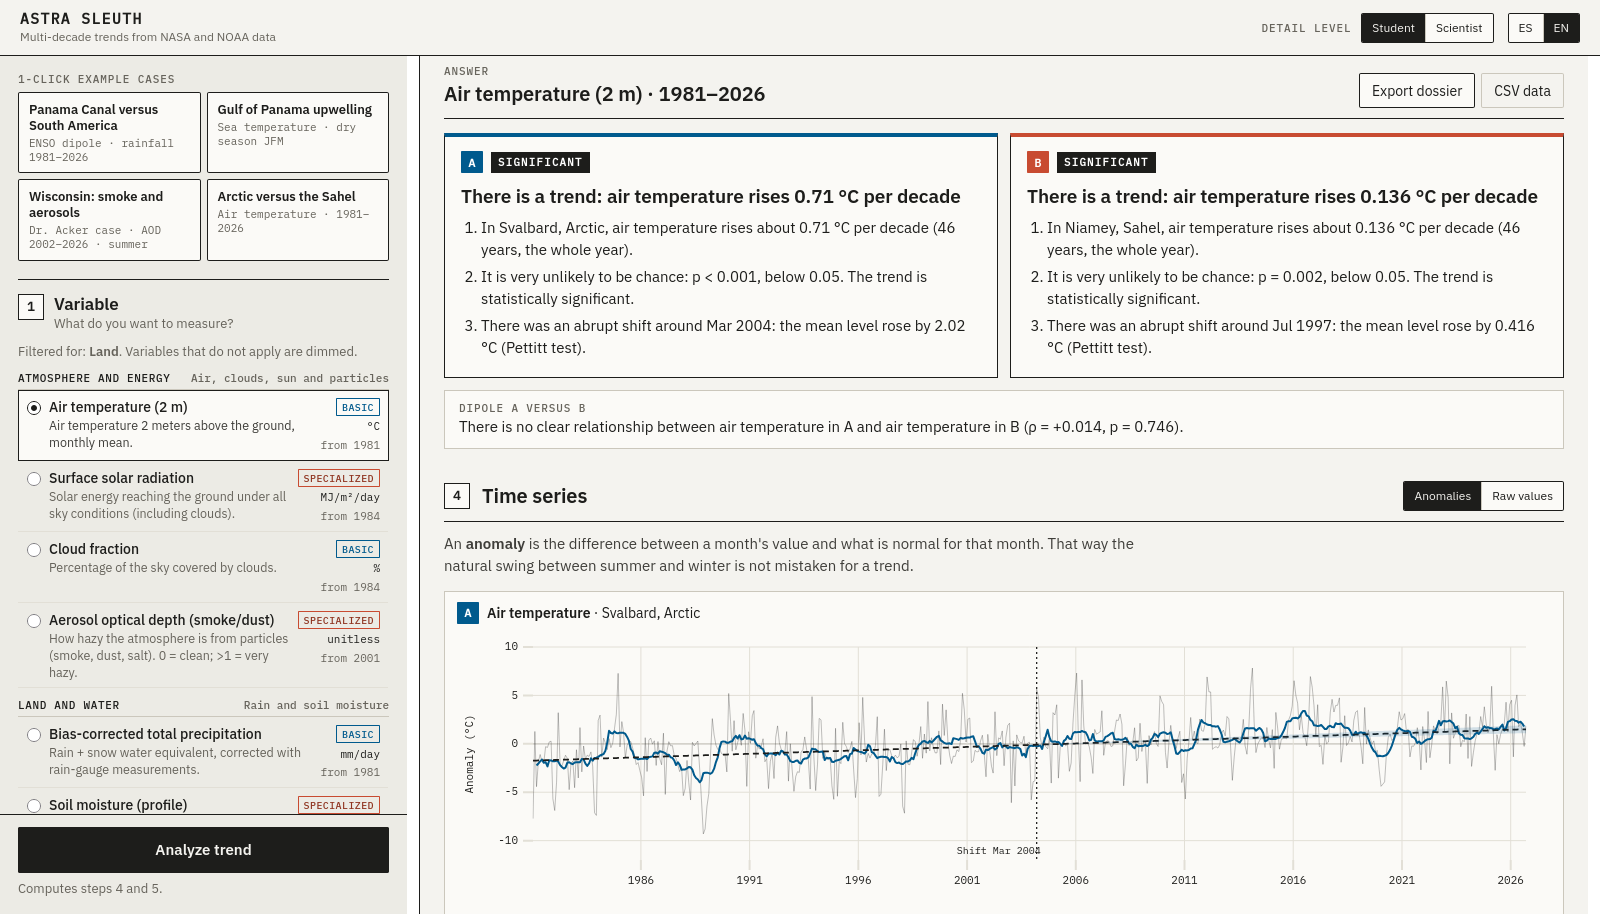 ASTRA SLEUTH
Multi-decade trends from NASA and NOAA data
DETAIL LEVEL
Student
Scientist
ES
EN
1-CLICK EXAMPLE CASES
Panama Canal versus
South America
ENSO dipole · rainfall
1981–2026
Gulf of Panama upwelling
Sea temperature · dry
season JFM
Wisconsin: smoke and
aerosols
Dr. Acker case · AOD
2002–2026 · summer
Arctic versus the Sahel
Air temperature · 1981–
2026
1
Variable
What do you want to measure?
Filtered for: Land. Variables that do not apply are dimmed.
ATMOSPHERE AND ENERGY
Air, clouds, sun and particles
Air temperature (2 m)
BASIC
Air temperature 2 meters above the ground,
monthly mean.
°C
from 1981
Surface solar radiation
SPECIALIZED
Solar energy reaching the ground under all
sky conditions (including clouds).
MJ/m²/day
from 1984
Cloud fraction
BASIC
Percentage of the sky covered by clouds.
%
from 1984
Aerosol optical depth (smoke/dust)
SPECIALIZED
How hazy the atmosphere is from particles
(smoke, dust, salt). 0 = clean; >1 = very
hazy.
unitless
from 2001
LAND AND WATER
Rain and soil moisture
Bias-corrected total precipitation
BASIC
Rain + snow water equivalent, corrected with
rain-gauge measurements.
mm/day
from 1981
Soil moisture (profile)
SPECIALIZED
Analyze trend
Computes steps 4 and 5.
ANSWER
Air temperature (2 m) · 1981–2026
Export dossier
CSV data
A
SIGNIFICANT
There is a trend: air temperature rises 0.71 °C per decade
1. In Svalbard, Arctic, air temperature rises about 0.71 °C per decade (46
years, the whole year).
2. It is very unlikely to be chance: p < 0.001, below 0.05. The trend is
statistically significant.
3. There was an abrupt shift around Mar 2004: the mean level rose by 2.02
°C (Pettitt test).
B
SIGNIFICANT
There is a trend: air temperature rises 0.136 °C per decade
1. In Niamey, Sahel, air temperature rises about 0.136 °C per decade (46
years, the whole year).
2. It is very unlikely to be chance: p = 0.002, below 0.05. The trend is
statistically significant.
3. There was an abrupt shift around Jul 1997: the mean level rose by 0.416
°C (Pettitt test).
DIPOLE A VERSUS B
There is no clear relationship between air temperature in A and air temperature in B (ρ = +0.014, p = 0.746).
4
Time series
Anomalies
Raw values
An anomaly is the difference between a month's value and what is normal for that month. That way the
natural swing between summer and winter is not mistaken for a trend.
A
Air temperature · Svalbard, Arctic
Anomaly (°C)
10
5
0
-5
-10
Shift Mar 2004
1986
1991
1996
2001
2006
2011
2016
2021
2026